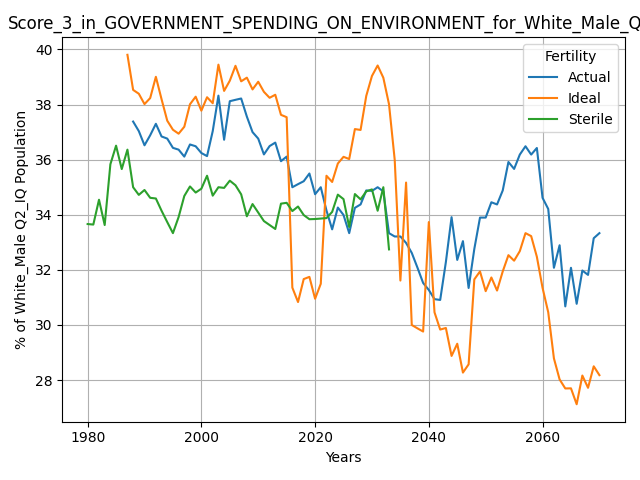 Score_3_in_GOVERNMENT_SPENDING_ON_ENVIRONMENT_for_White_Male_Q
% of White_Male Q2_IQ Population
40
38
36
34
32
30
28
Fertility
Actual
Ideal
Sterile
1980
2000
2020
2040
2060
Years